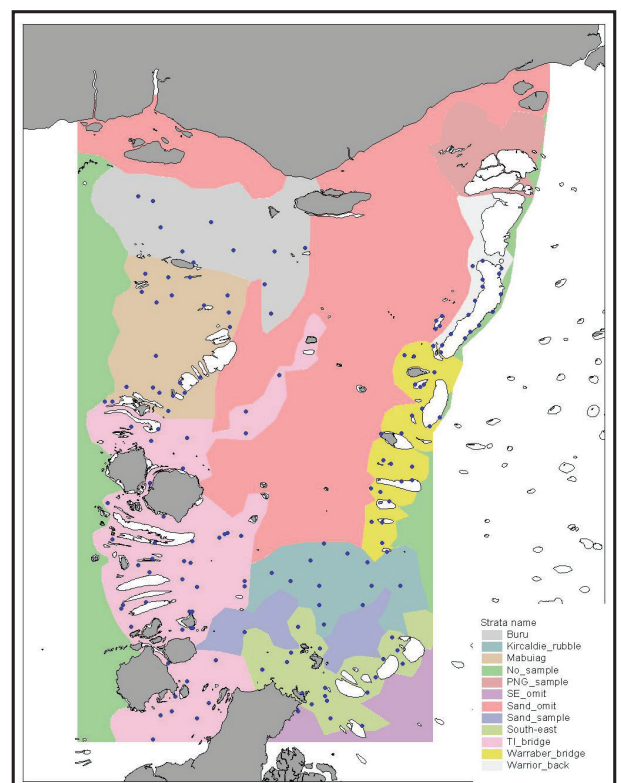 Strata name
Buru
Kircaldie_rubble
Mabuiag
No_sample
PNG_sample
SE_omit
Sand_omit
Sand_sample
South-east
TI_bridge
Warraber_bridge
Warrior_back